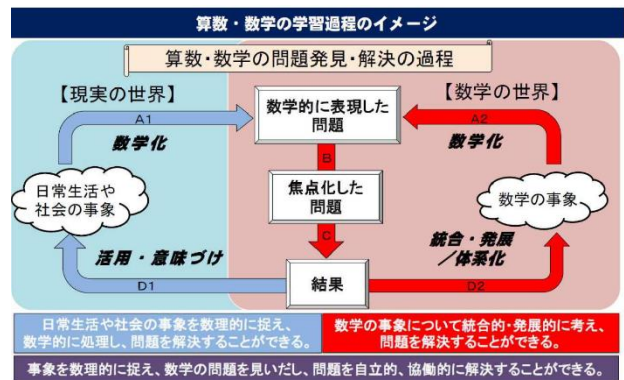 算数・数学の学習過程のイメージ
算数・数学の問題発見・解決の過程
【現実の世界】
【数学の世界】
A1
数学化
数学的に表現した
問題
A2
数学化
B
日常生活や
社会の事象
焦点化した
問題
数学の事象
C
活用・意味づけ
D1
結果
統合・発展
/体系化
D2
日常生活や社会の事象を数理的に捉え、
数学的に処理し、問題を解決することができる。
数学の事象について統合的・発展的に考え、
問題を解決することができる。
事象を数理的に捉え、数学の問題を見いだし、問題を自立的、協働的に解決することができる。